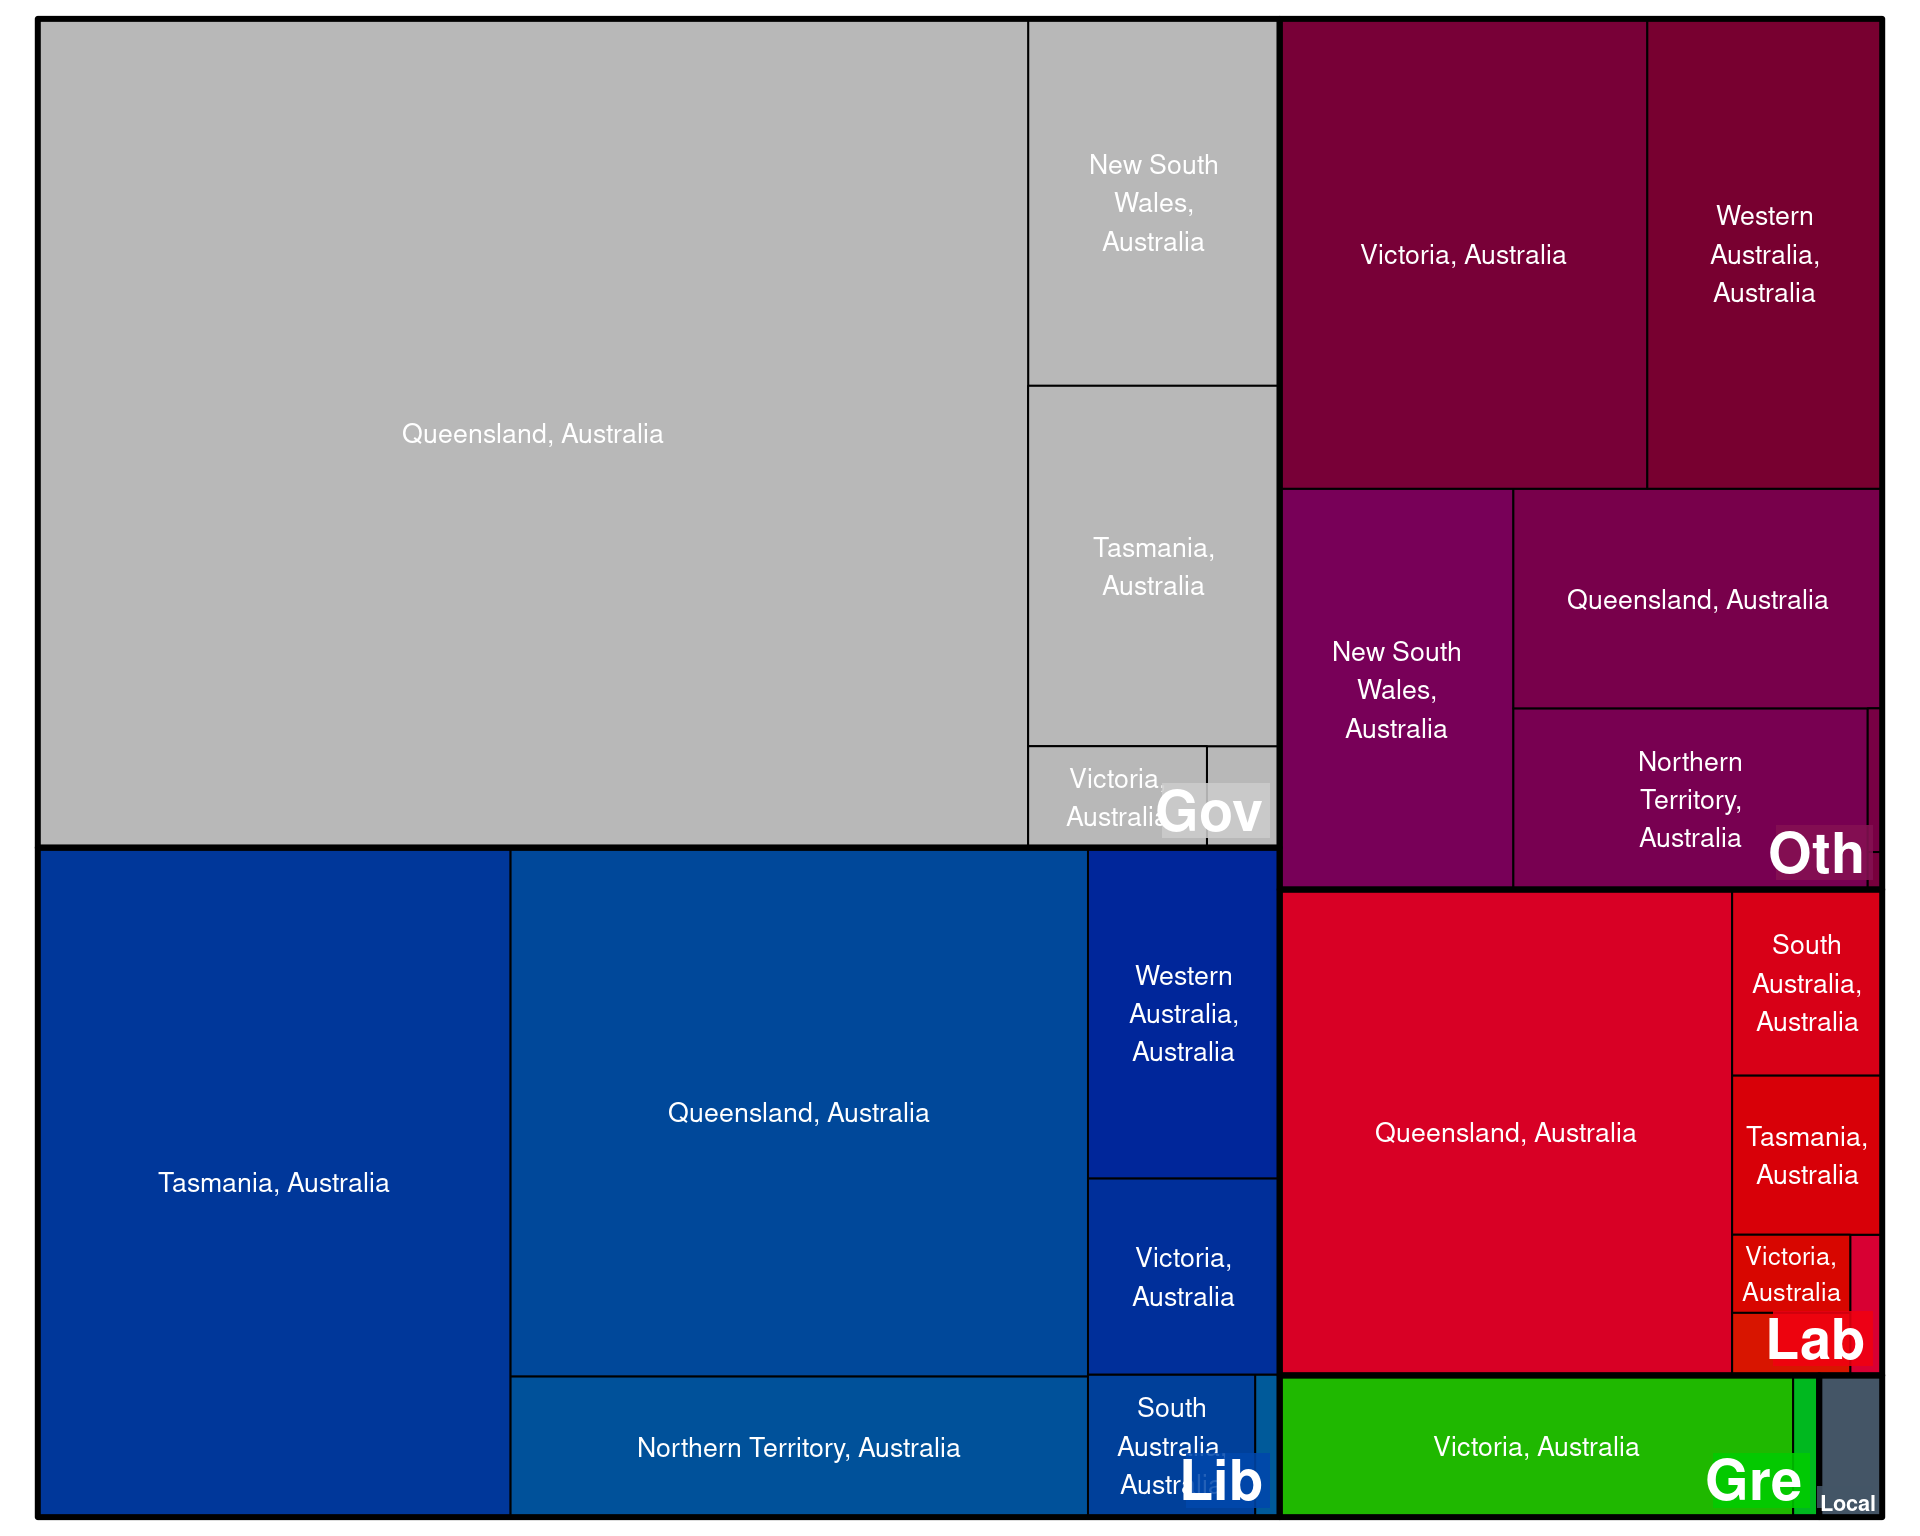 Queensland, Australia
New South
Wales,
Australia
Tasmania,
Australia
Victoria,
Australia
Gov
Victoria, Australia
Western
Australia,
Australia
New South
Wales,
Australia
Queensland, Australia
Northern
Territory,
Australia
Oth
Tasmania, Australia
Queensland, Australia
Western
Australia,
Australia
Victoria,
Australia
Northern Territory, Australia
South
Australia,
Australia
Lib
Queensland, Australia
South
Australia,
Australia
Tasmania,
Australia
Victoria,
Australia
Lab
Victoria, Australia
Gre
Local